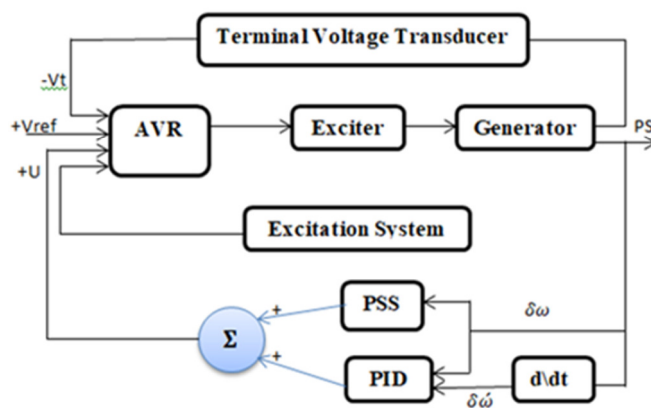 Terminal Voltage Transducer
-Vt
+Vref
+U
AVR
Exciter
Generator
PS
Excitation System
+
PSS
δω
Σ
+
PID
d\dt
δώ